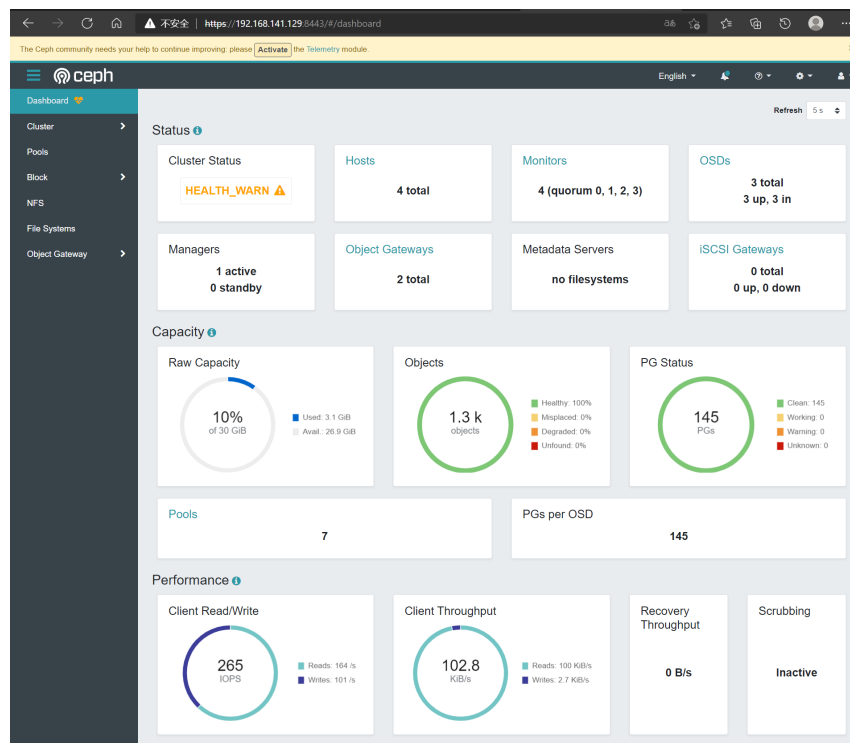 不安全 | https://192.168.141.129:8443/#/dashboard
The Ceph community needs your help to continue improving: please Activate the Telemetry module.
ceph
English
Dashboard
Cluster
Pools
Block
NFS
File Systems
Object Gateway
Refresh 5 s
Status
Cluster Status
HEALTH_WARN
Hosts
4 total
Monitors
4 (quorum 0, 1, 2, 3)
OSDs
3 total
3 up, 3 in
Managers
1 active
0 standby
Object Gateways
2 total
Metadata Servers
no filesystems
iSCSI Gateways
0 total
0 up, 0 down
Capacity
Raw Capacity
10%
of 30 GiB
Used: 3.1 GiB
Avail.: 26.9 GiB
Objects
1.3 k
objects
Healthy: 100%
Misplaced: 0%
Degraded: 0%
Unfound: 0%
PG Status
145
PGs
Clean: 145
Working: 0
Warning: 0
Unknown: 0
Pools
7
PGs per OSD
145
Performance
Client Read/Write
265
IOPS
Reads: 164 /s
Writes: 101 /s
Client Throughput
102.8
KiB/s
Reads: 100 KiB/s
Writes: 2.7 KiB/s
Recovery
Throughput
0 B/s
Scrubbing
Inactive